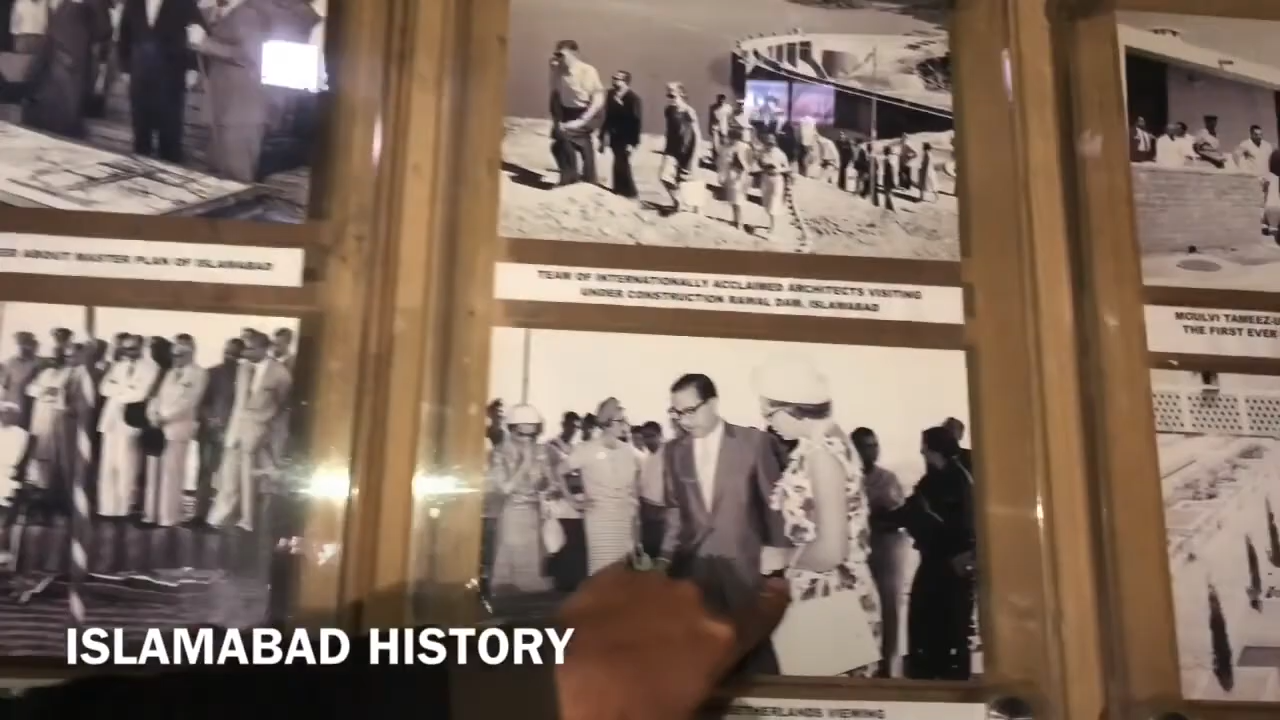 ABOUT MASTER PLAN OF ISLAMABAD
TEAM OF INTERNATIONALLY ACCLAIMED ARCHITECTS VISITING
UNDER CONSTRUCTION RAWAL DAM, ISLAMABAD
MOULVI TAMEEZ-U
THE FIRST EVER
ISLAMABAD HISTORY
ETHERLANDS VIEWING